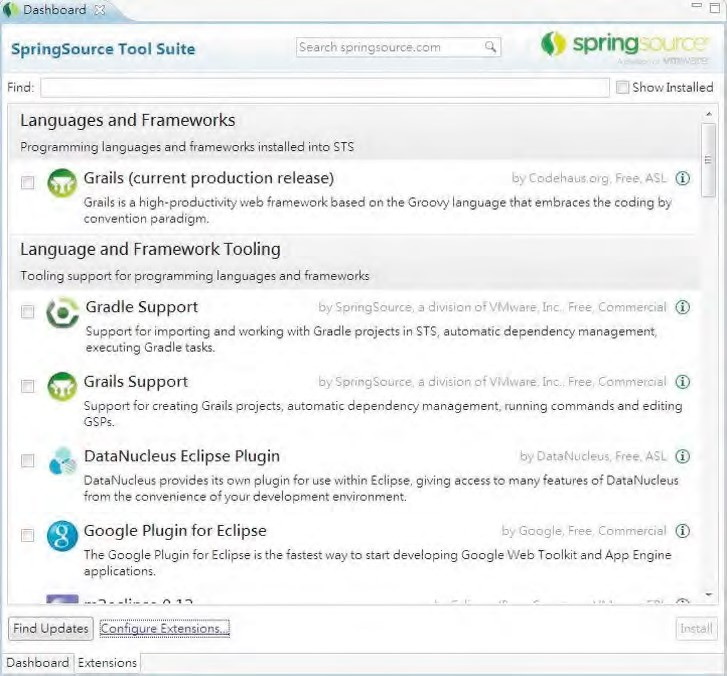 Dashboard
SpringSource Tool Suite
Search springsource.com
springsource
A division of VMWARE
Find:
Show Installed
Languages and Frameworks
Programming languages and frameworks installed into STS
Grails (current production release)
by Codehaus.org, Free, ASL
Grails is a high-productivity web framework based on the Groovy language that embraces the coding by
convention paradigm.
Language and Framework Tooling
Tooling support for programming languages and frameworks
Gradle Support
by SpringSource, a division of VMware, Inc., Free, Commercial
Support for importing and working with Gradle projects in STS, automatic dependency management,
executing Gradle tasks.
Grails Support
by SpringSource, a division of VMware, Inc., Free, Commercial
Support for creating Grails projects, automatic dependency management, running commands and editing
GSPs.
DataNucleus Eclipse Plugin
by DataNucleus, Free, ASL
DataNucleus provides its own plugin for use within Eclipse, giving access to many features of DataNucleus
from the convenience of your development environment.
Google Plugin for Eclipse
by Google, Free, Commercial
The Google Plugin for Eclipse is the fastest way to start developing Google Web Toolkit and App Engine
applications.
Find Updates
Configure Extensions...
Install
Dashboard
Extensions